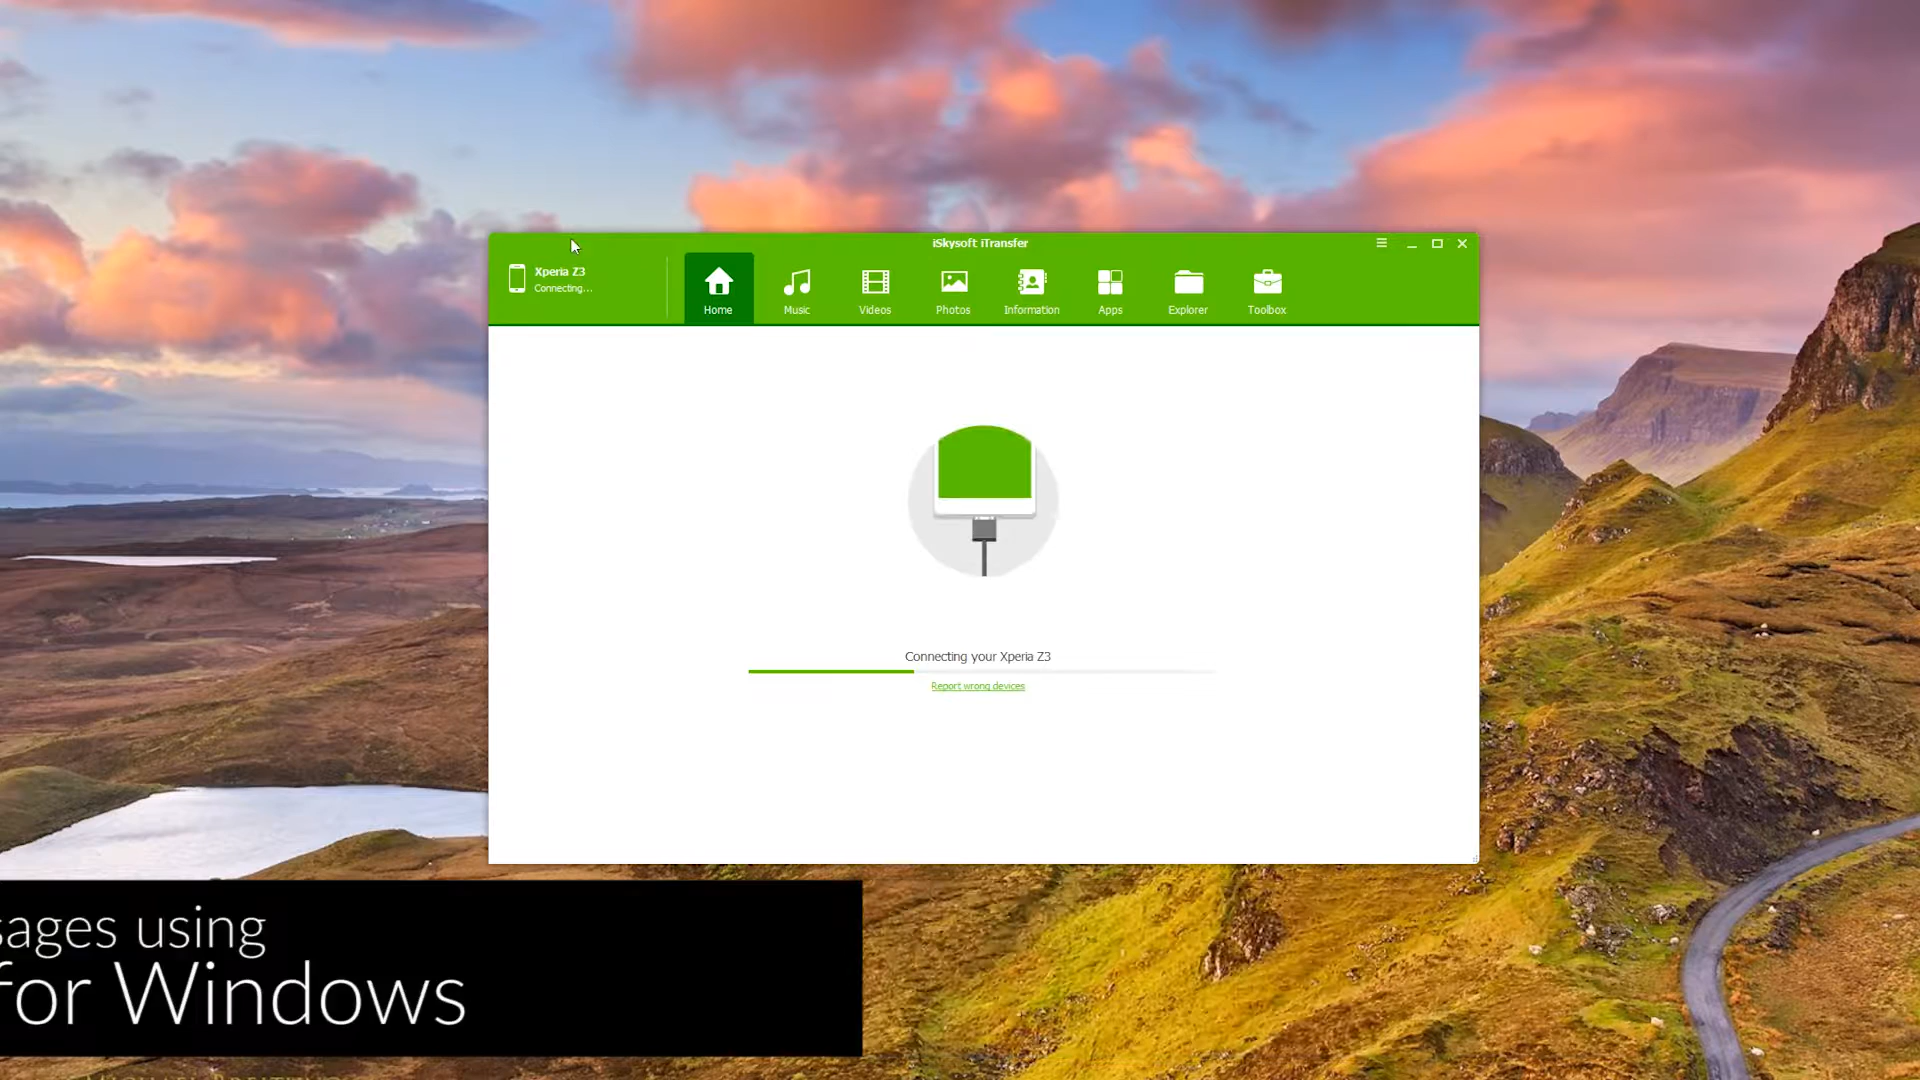 iSkysoft iTransfer
Xperia Z3
Connecting...
Home
Music
Videos
Photos
Information
Apps
Explorer
Toolbox
Connecting your Xperia Z3
Report wrong devices
sages using
for Windows